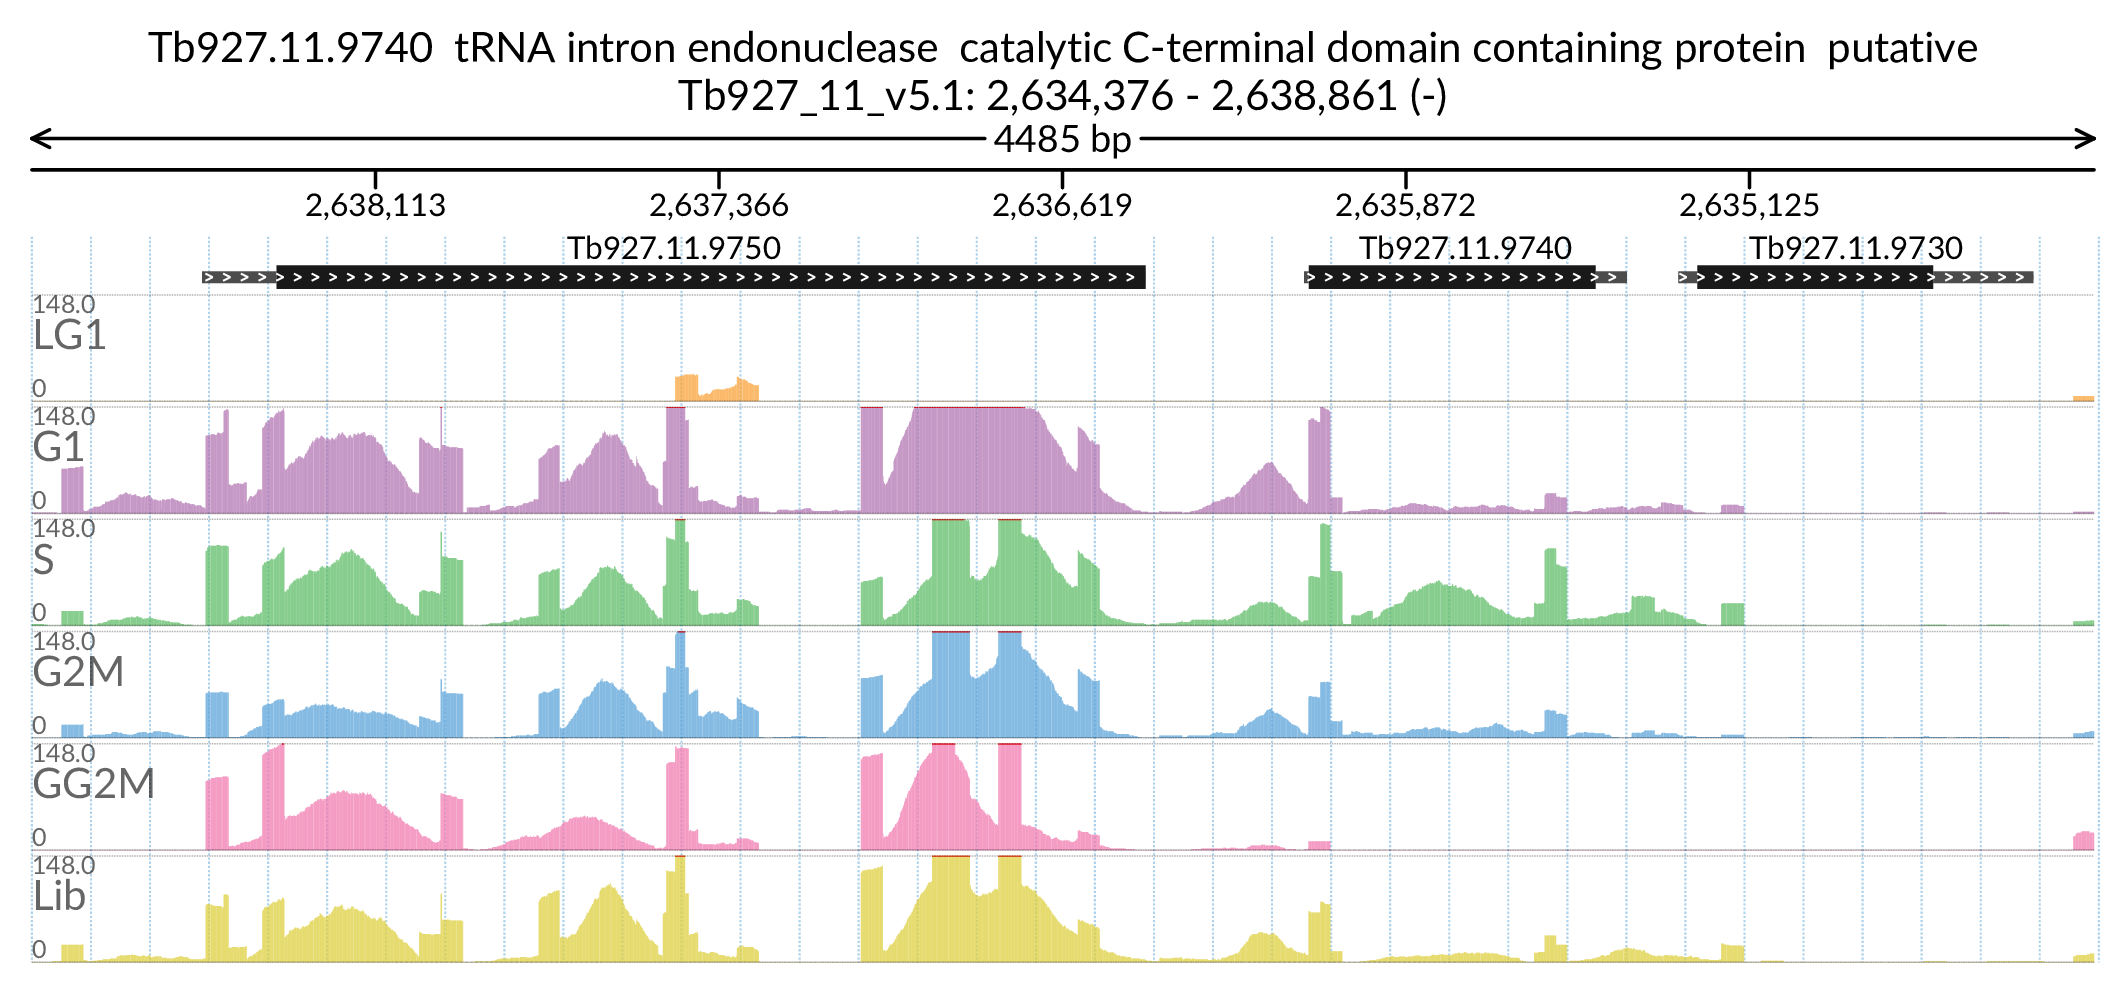 Tb927.11.9740 tRNA intron endonuclease catalytic C-terminal domain containing protein putative
Tb927_11_v5.1: 2,634,376 - 2,638,861 (-)
4485 bp
2,638,113 2,637,366 2,636,619 2,635,872 2,635,125
Tb927.11.9750 Tb927.11.9740 Tb927.11.9730
148.0
LG1
0
148.0
G1
0
148.0
S
0
148.0
G2M
0
148.0
GG2M
0
148.0
Lib
0